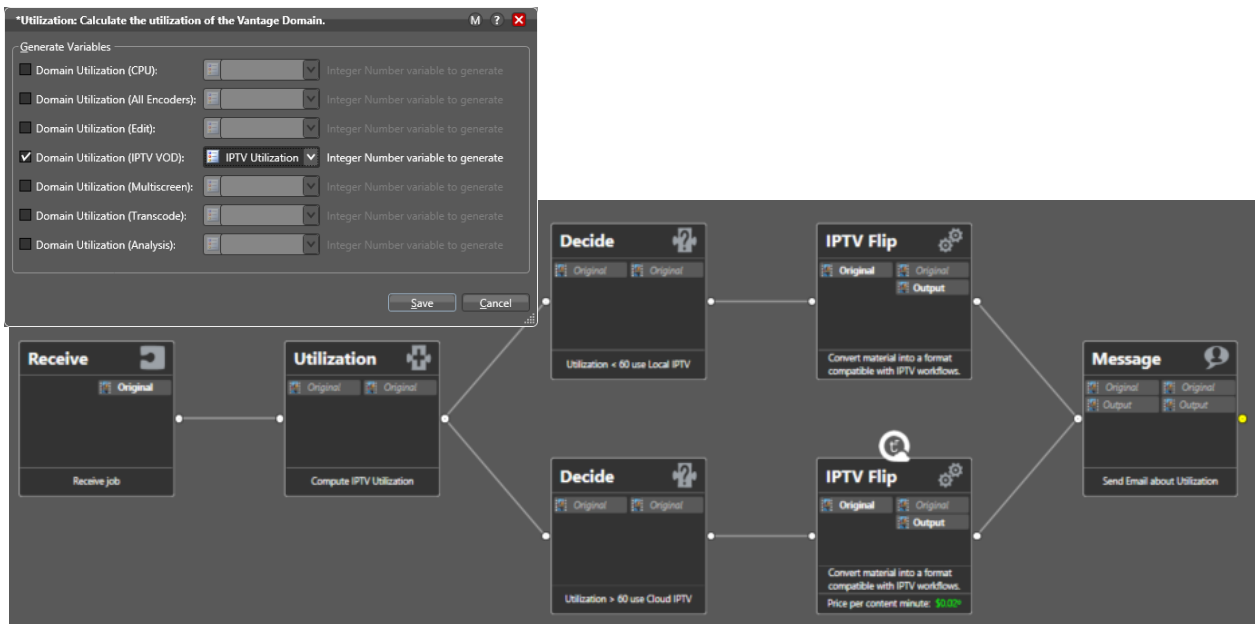 *Utilization: Calculate the utilization of the Vantage Domain.
M ?
Generate Variables
Domain Utilization (CPU): Integer Number variable to generate
Domain Utilization (All Encoders): Integer Number variable to generate
Domain Utilization (Edit): Integer Number variable to generate
Domain Utilization (IPTV VOD): IPTV Utilization Integer Number variable to generate
Domain Utilization (Multiscreen): Integer Number variable to generate
Domain Utilization (Transcode): Integer Number variable to generate
Domain Utilization (Analysis): Integer Number variable to generate
Save Cancel
Receive
Original
Receive job
Utilization
Original Original
Compute IPTV Utilization
Decide
Original Original
Utilization < 60 use Local IPTV
IPTV Flip
Original Original
Output
Convert material into a format
compatible with IPTV workflows.
Decide
Original Original
Utilization > 60 use Cloud IPTV
IPTV Flip
Original Original
Output
Convert material into a format
compatible with IPTV workflows.
Price per content minute: $0.02
Message
Original Original
Output Output
Send Email about Utilization